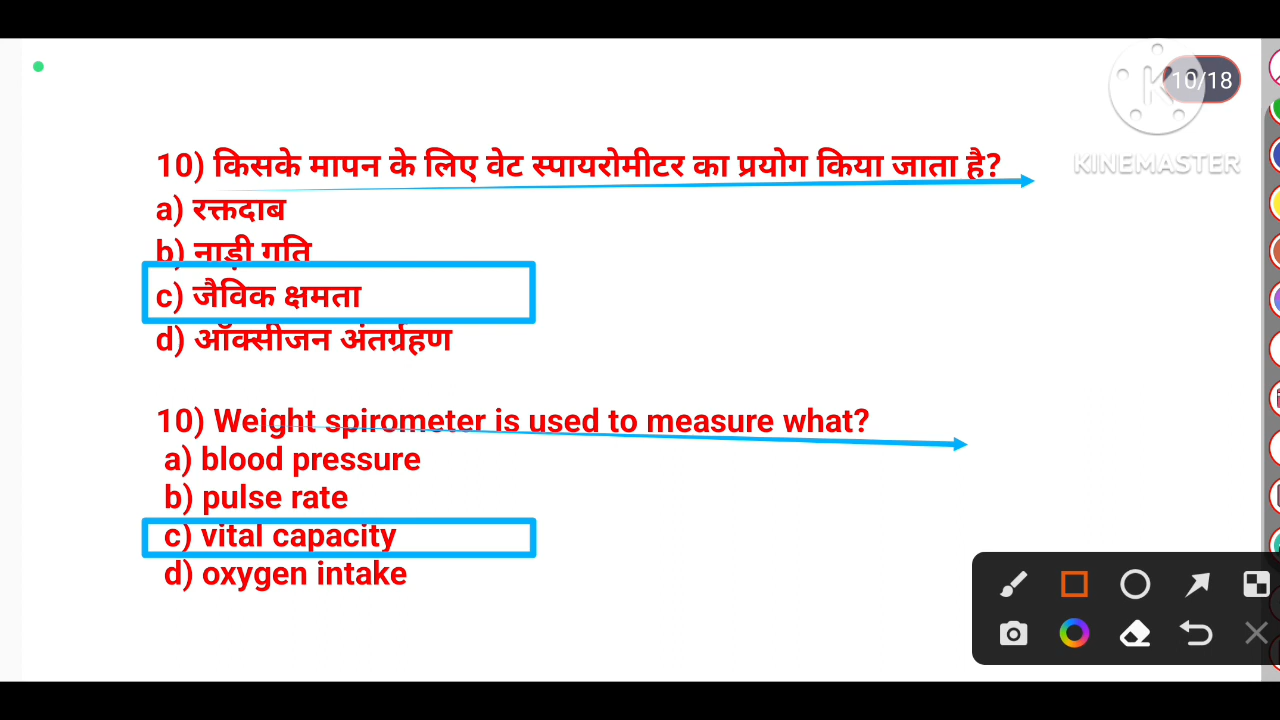 10/18
KINEMASTER
10) किसके मापन के लिए वेट स्पायरोमीटर का प्रयोग किया जाता है?
a) रक्तदाब
b) नाड़ी गति
c) जैविक क्षमता
d) ऑक्सीजन अंतर्ग्रहण
10) Weight spirometer is used to measure what?
a) blood pressure
b) pulse rate
c) vital capacity
d) oxygen intake